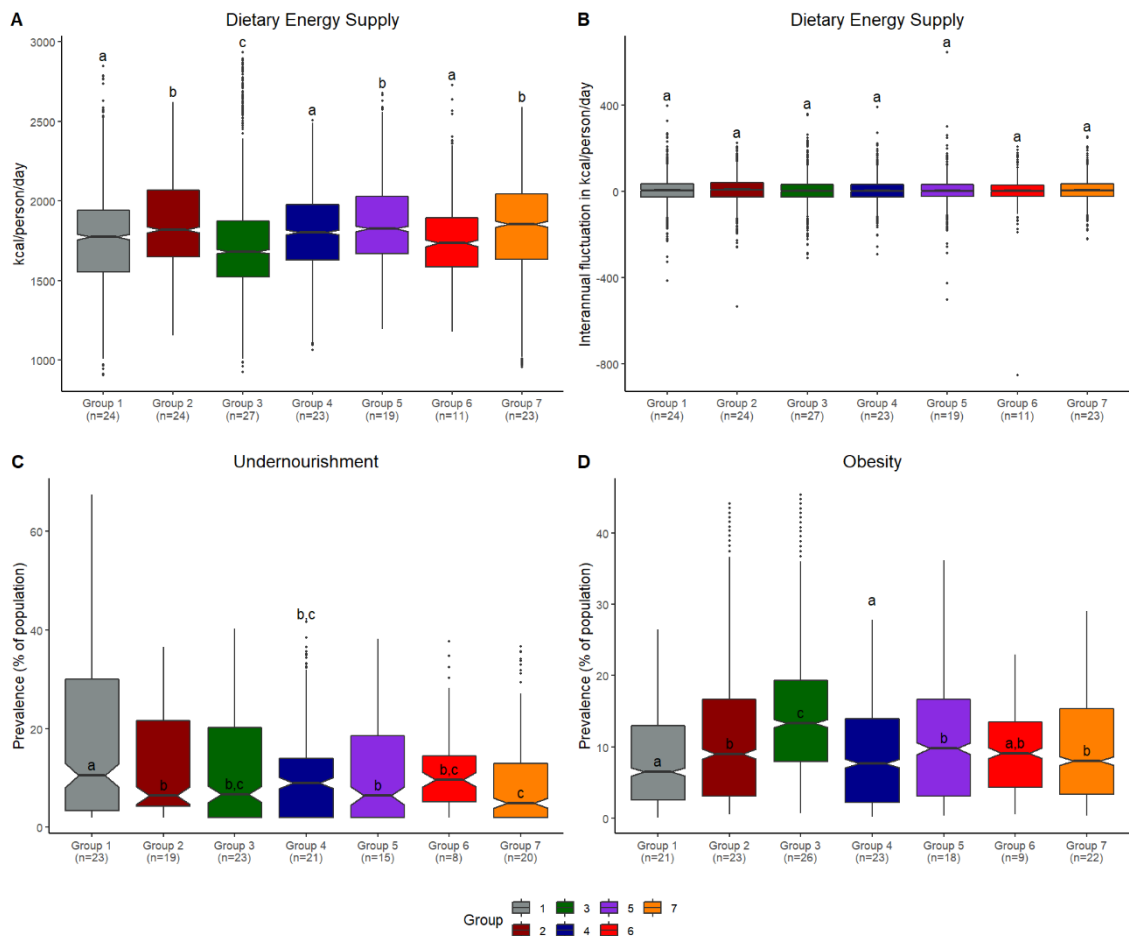 A Dietary Energy Supply
kcal/person/day
3000
2500
2000
1500
1000
a b c a b a b
Group 1 Group 2 Group 3 Group 4 Group 5 Group 6 Group 7
(n=24) (n=24) (n=27) (n=23) (n=19) (n=11) (n=23)
B Dietary Energy Supply
Interannual fluctuation in kcal/person/day
400
0
-400
-800
a a a a a a a
Group 1 Group 2 Group 3 Group 4 Group 5 Group 6 Group 7
(n=24) (n=24) (n=27) (n=23) (n=19) (n=11) (n=23)
C Undernourishment
Prevalence (% of population)
60
40
20
0
a b b,c b,c b b,c c
Group 1 Group 2 Group 3 Group 4 Group 5 Group 6 Group 7
(n=23) (n=19) (n=23) (n=21) (n=15) (n=8) (n=20)
D Obesity
Prevalence (% of population)
40
30
20
10
0
a b c a b a,b b
Group 1 Group 2 Group 3 Group 4 Group 5 Group 6 Group 7
(n=21) (n=23) (n=26) (n=23) (n=18) (n=9) (n=22)
Group
1 3 5 7
2 4 6